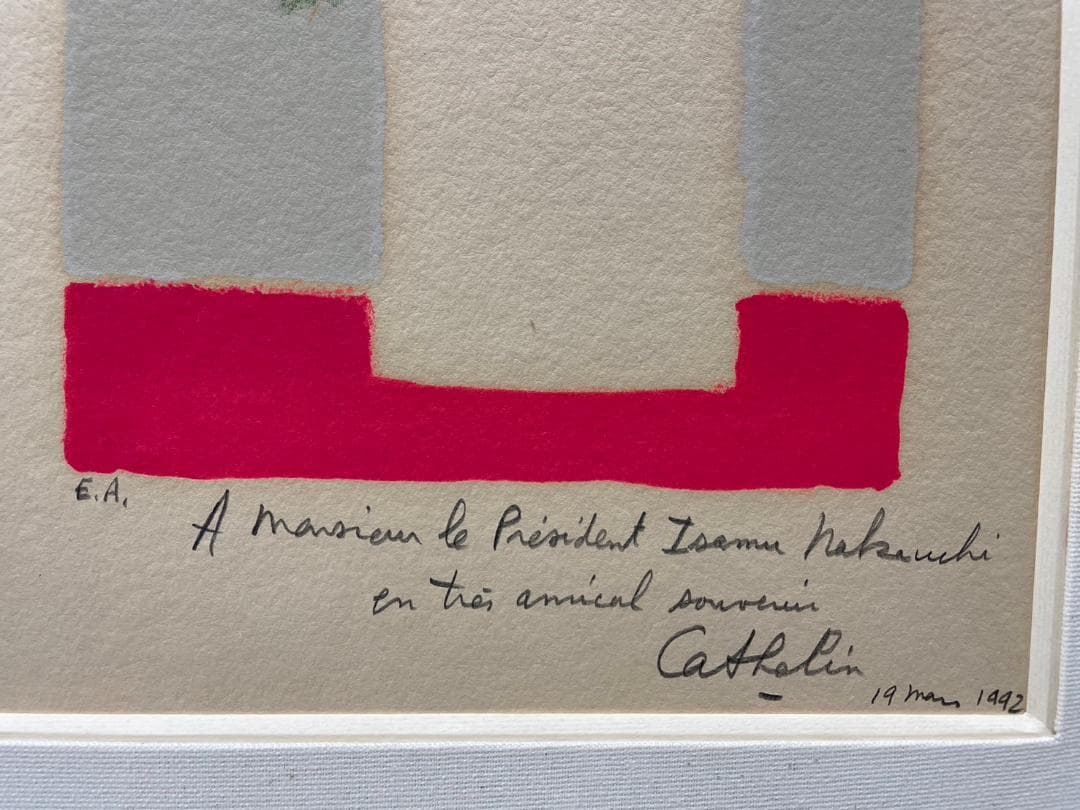 E.A.
A Monsieur le Président Isamu Nakauchi
en très amical souvenir
Cathelin
19 Mars 1992